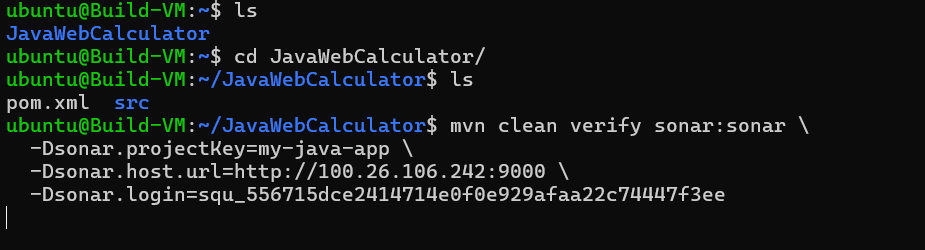 ubuntu@Build-VM:~$ ls
JavaWebCalculator
ubuntu@Build-VM:~$ cd JavaWebCalculator/
ubuntu@Build-VM:~/JavaWebCalculator$ ls
pom.xml  src
ubuntu@Build-VM:~/JavaWebCalculator$ mvn clean verify sonar:sonar \
  -Dsonar.projectKey=my-java-app \
  -Dsonar.host.url=http://100.26.106.242:9000 \
  -Dsonar.login=squ_556715dce2414714e0f0e929afaa22c74447f3ee